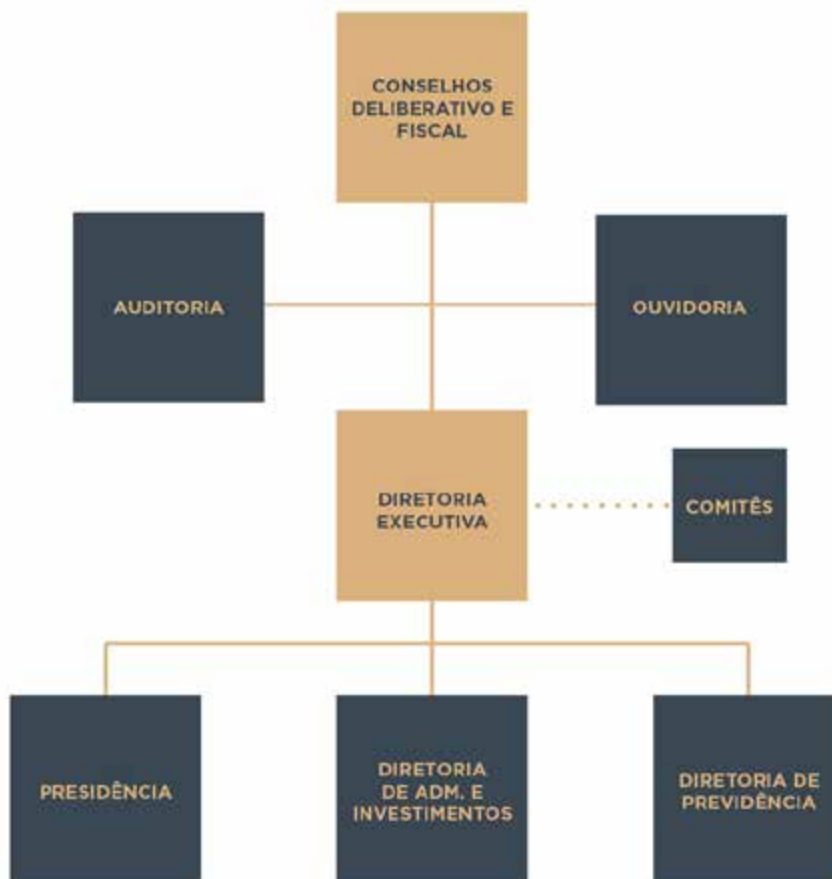 CONSELHOS
DELIBERATIVO E
FISCAL
AUDITORIA
OUVIDORIA
DIRETORIA
EXECUTIVA
COMITÊS
PRESIDÊNCIA
DIRETORIA
DE ADM. E
INVESTIMENTOS
DIRETORIA DE
PREVIDÊNCIA